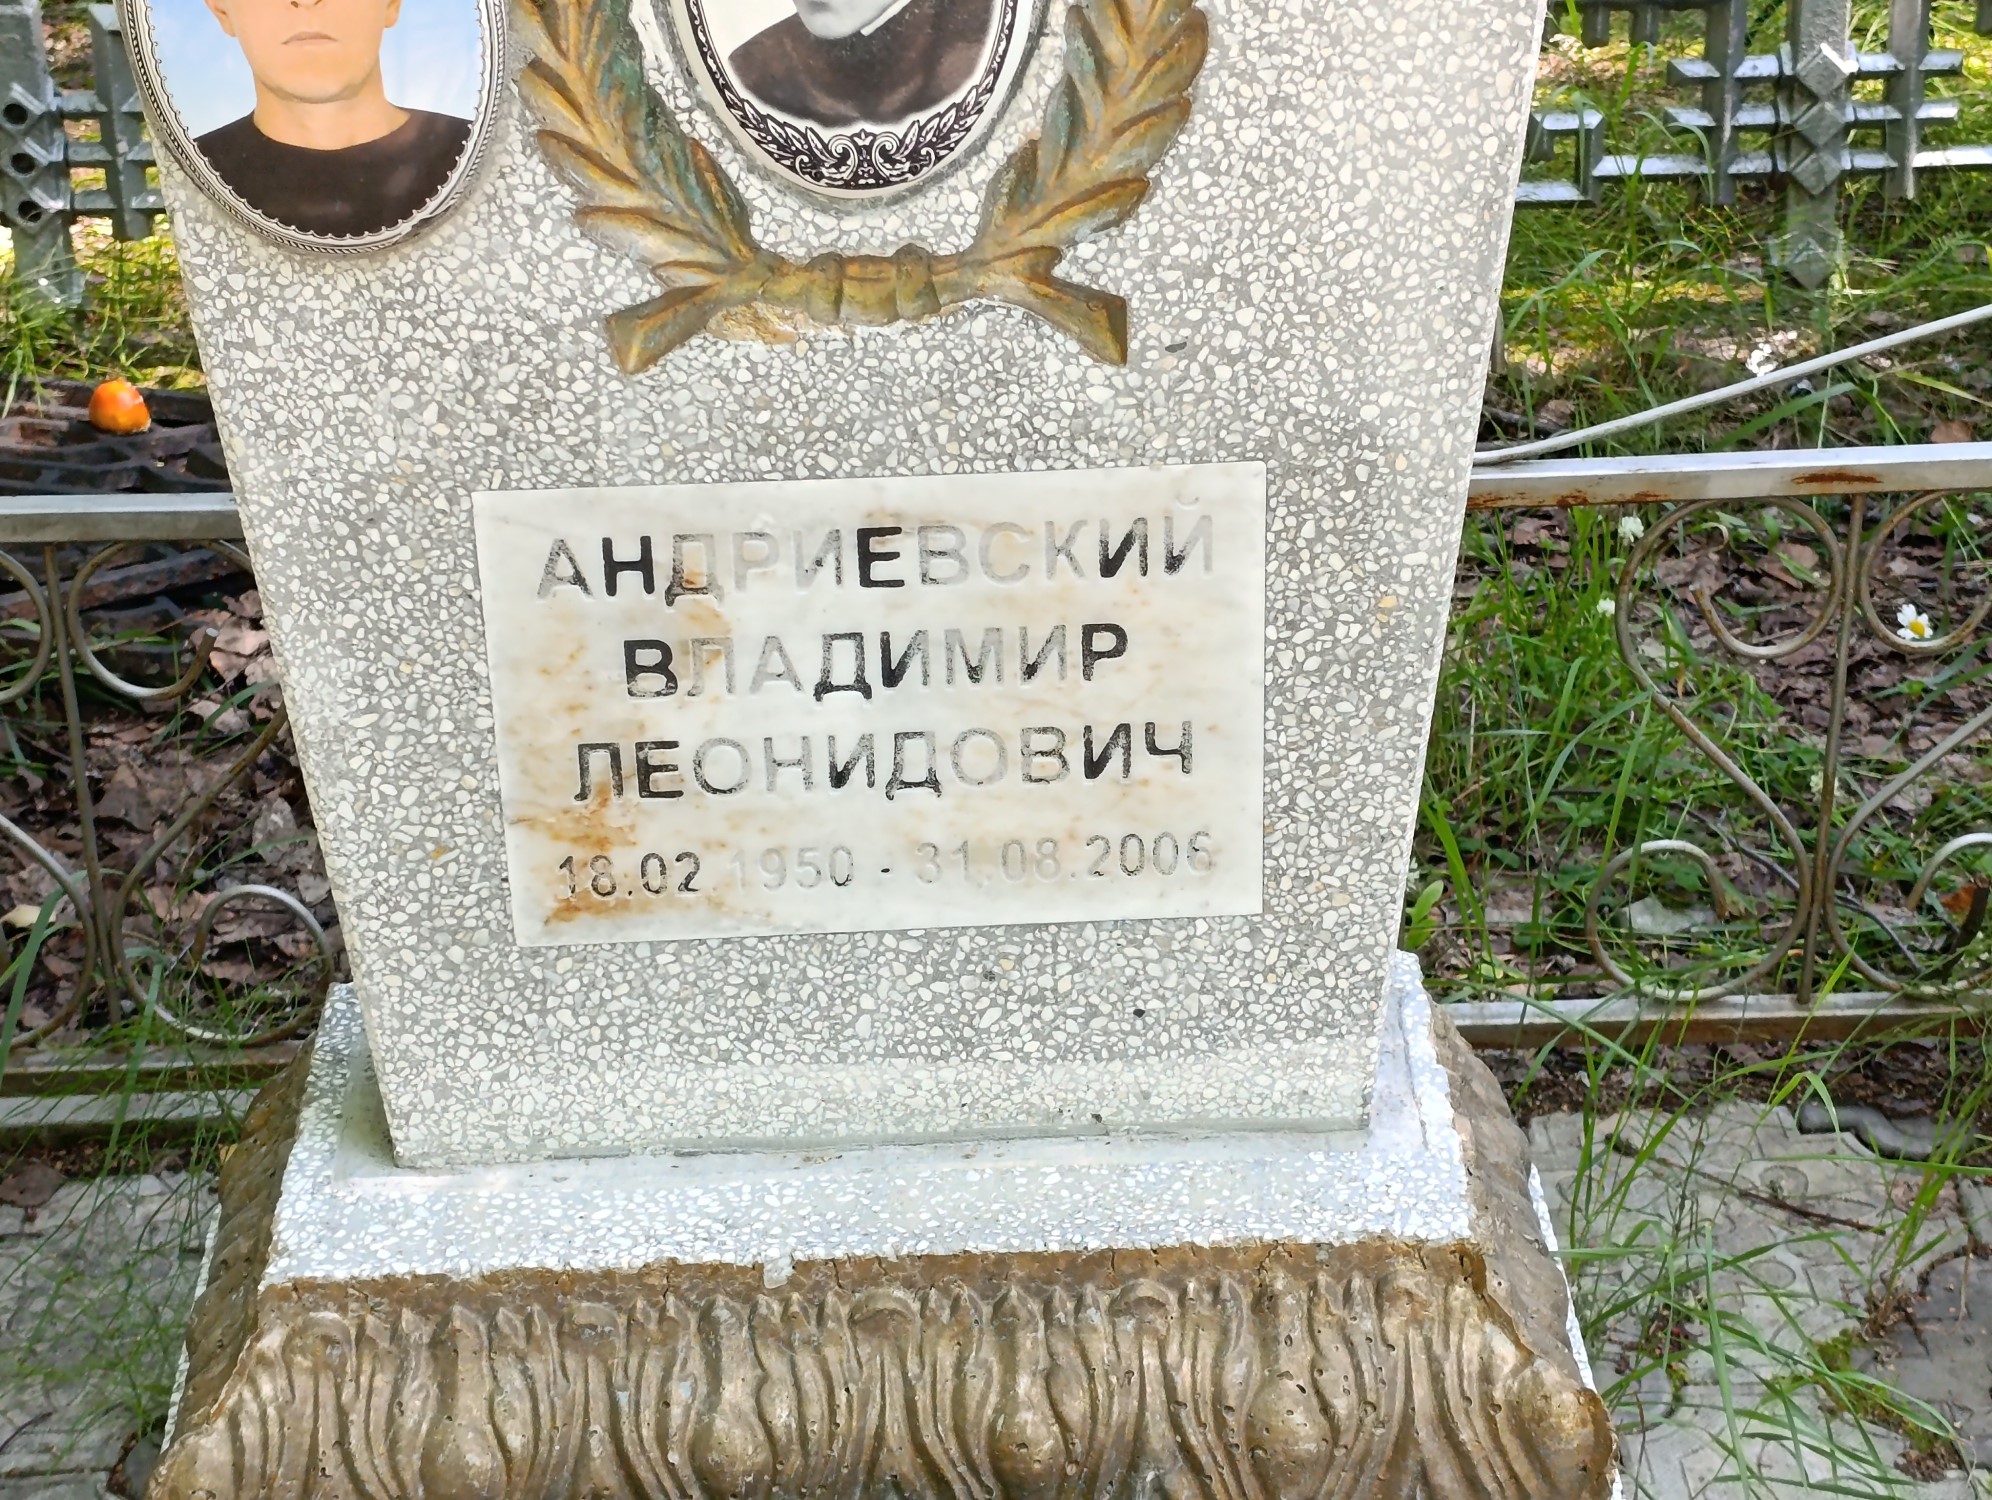 АНДРИЕВСКИЙ
ВЛАДИМИР
ЛЕОНИДОВИЧ
18.02 1950 - 31.08.2006